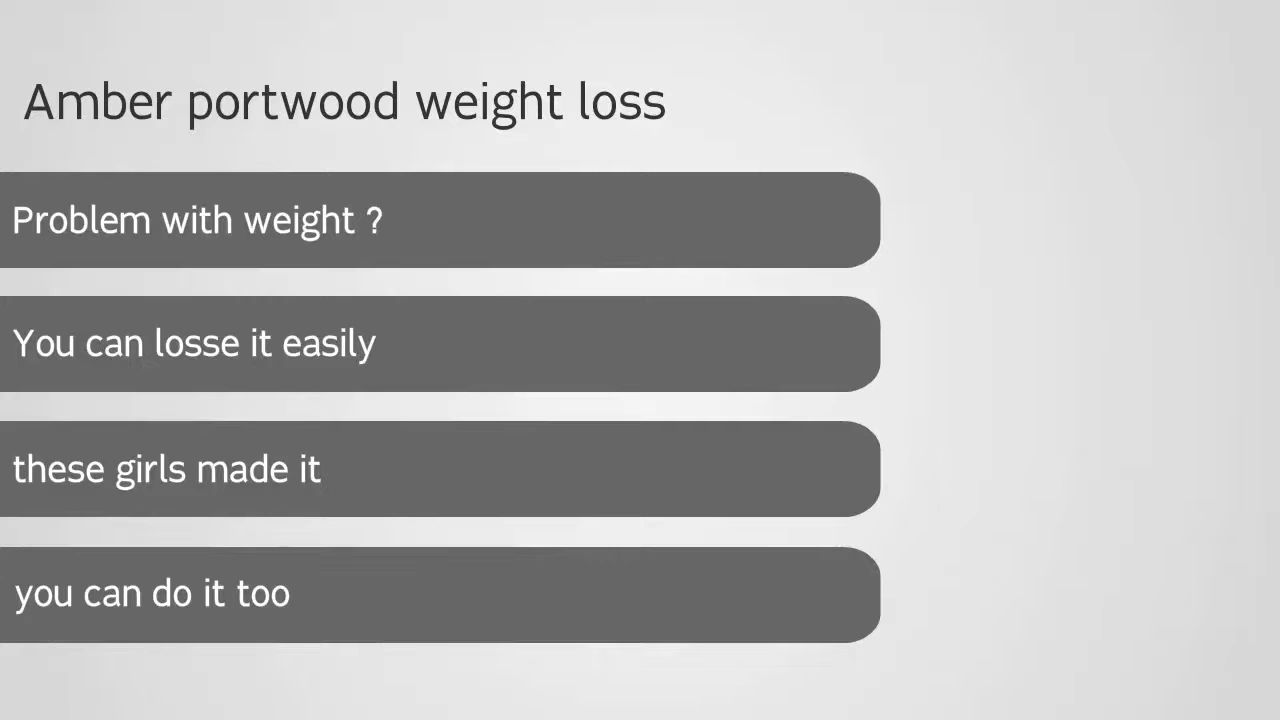 Amber portwood weight loss
Problem with weight ?
You can losse it easily
these girls made it
you can do it too